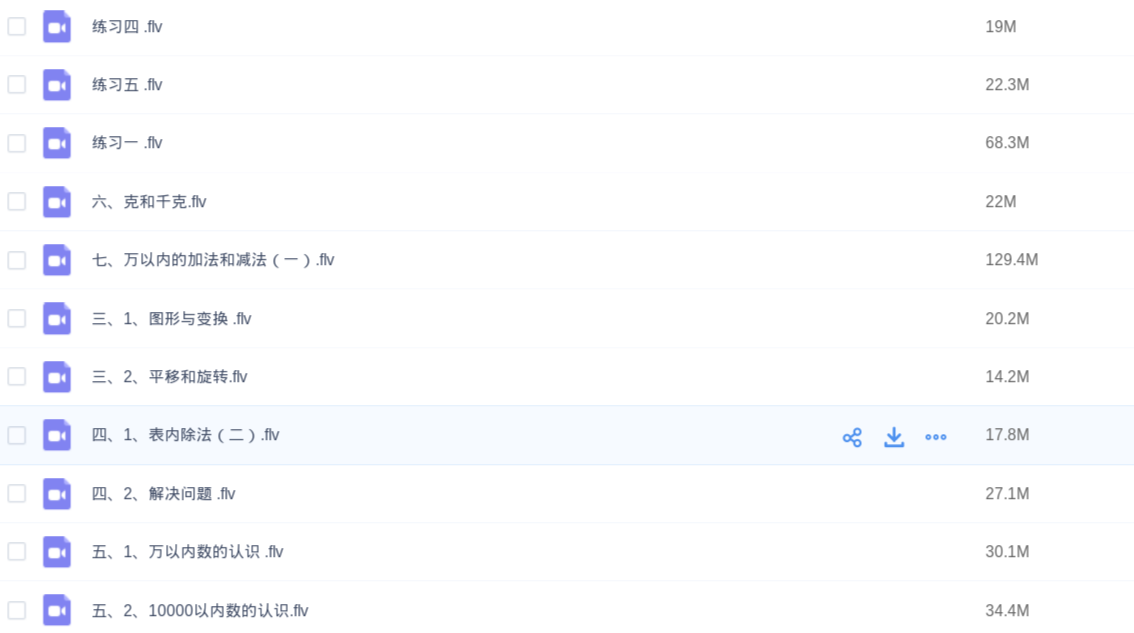 练习四 .flv 19M
练习五 .flv 22.3M
练习一 .flv 68.3M
六、克和千克.flv 22M
七、万以内的加法和减法（一）.flv 129.4M
三、1、图形与变换 .flv 20.2M
三、2、平移和旋转.flv 14.2M
四、1、表内除法（二）.flv 17.8M
四、2、解决问题 .flv 27.1M
五、1、万以内数的认识 .flv 30.1M
五、2、10000以内数的认识.flv 34.4M